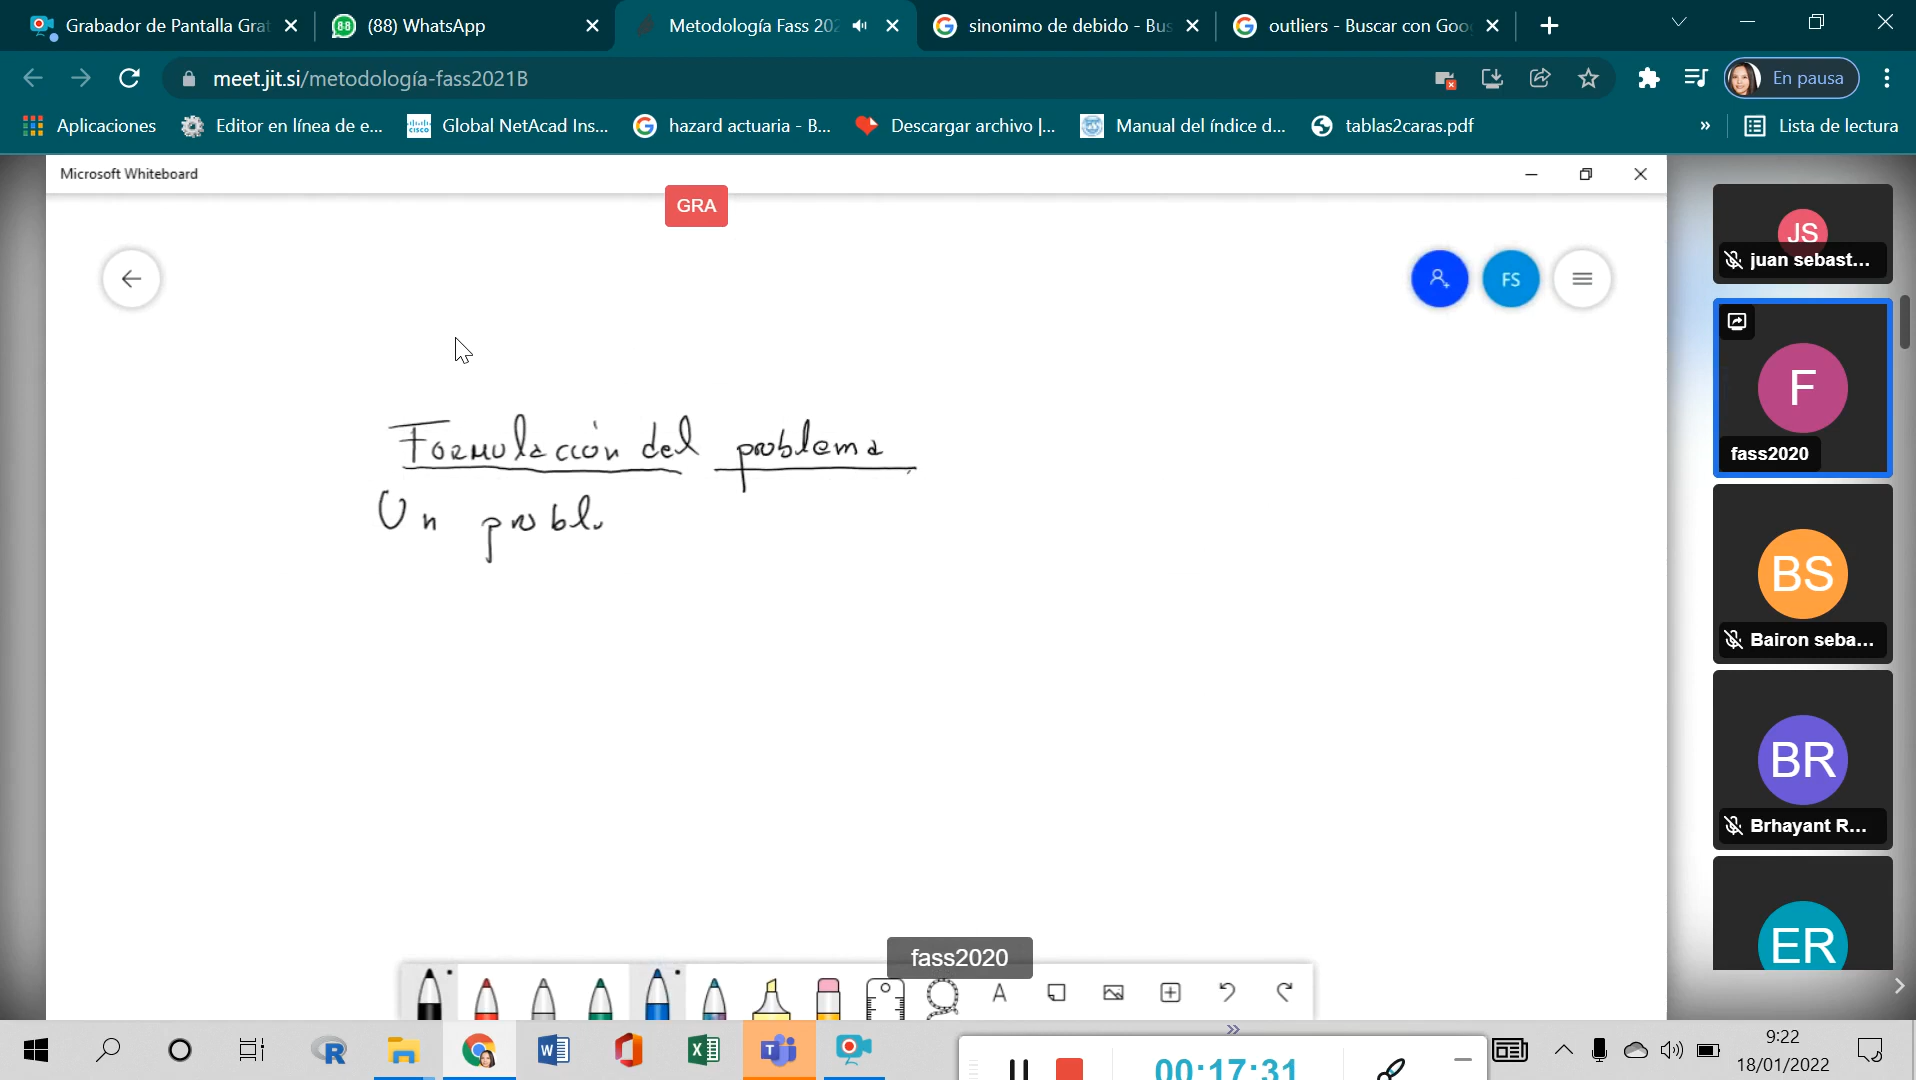 Grabador de Pantalla Grat
(88) WhatsApp
Metodología Fass 202
sinonimo de debido - Bus
outliers - Buscar con Goo
meet.jit.si/metodología-fass2021B
En pausa
Aplicaciones
Editor en línea de e...
Global NetAcad Ins...
hazard actuaria - B...
Descargar archivo |...
Manual del índice d...
tablas2caras.pdf
»
Lista de lectura
Microsoft Whiteboard
GRA
FS
JS
juan sebast...
F
fass2020
BS
Bairon seba...
BR
Brhayant R...
ER
Formulación del problema
Un probl
fass2020
A
88
cisco
R
W
X
T
00:17:31
9:22
18/01/2022